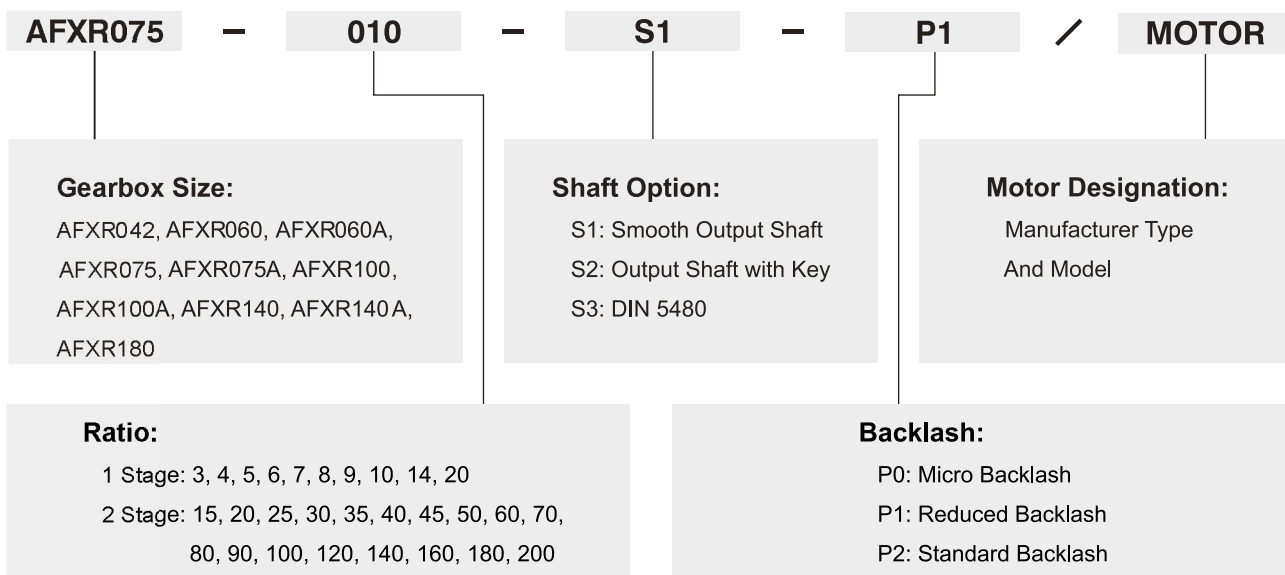 AFXR075 – 010 – S1 – P1 / MOTOR
Gearbox Size:
AFXR042, AFXR060, AFXR060A,
AFXR075, AFXR075A, AFXR100,
AFXR100A, AFXR140, AFXR140A,
AFXR180
Shaft Option:
S1: Smooth Output Shaft
S2: Output Shaft with Key
S3: DIN 5480
Motor Designation:
Manufacturer Type
And Model
Ratio:
1 Stage: 3, 4, 5, 6, 7, 8, 9, 10, 14, 20
2 Stage: 15, 20, 25, 30, 35, 40, 45, 50, 60, 70,
80, 90, 100, 120, 140, 160, 180, 200
Backlash:
P0: Micro Backlash
P1: Reduced Backlash
P2: Standard Backlash